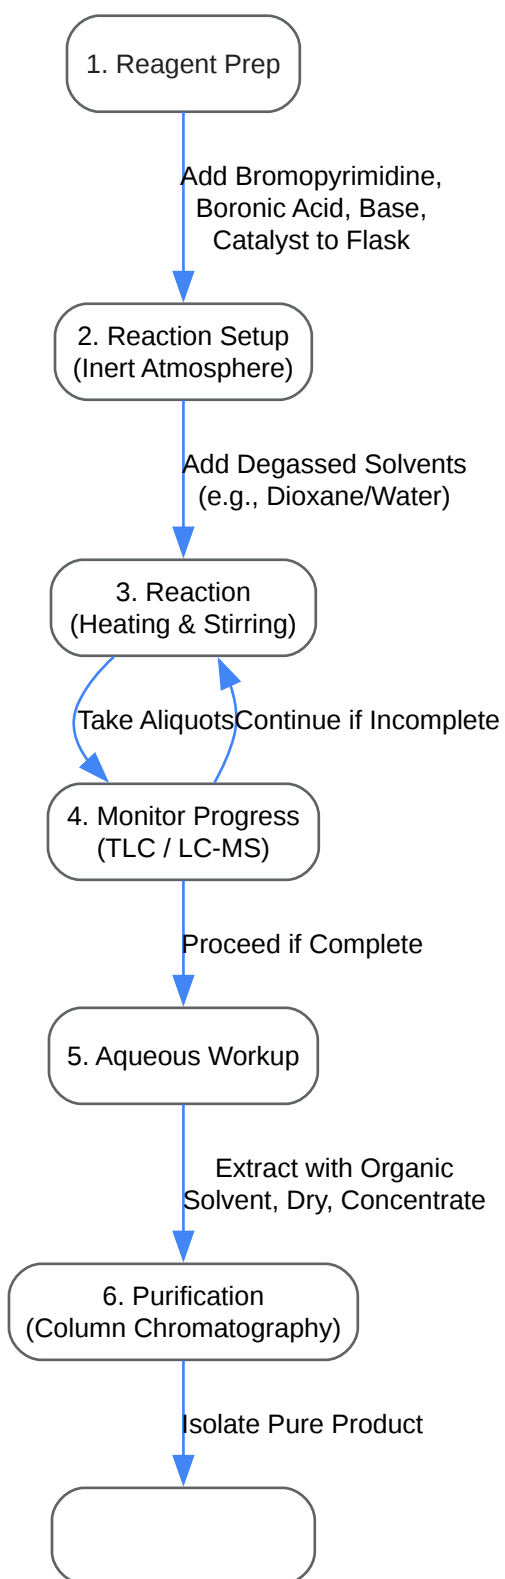 1. Reagent Prep
Add Bromopyrimidine,
Boronic Acid, Base,
Catalyst to Flask
2. Reaction Setup
(Inert Atmosphere)
Add Degassed Solvents
(e.g., Dioxane/Water)
3. Reaction
(Heating & Stirring)
Take Aliquots
Continue if Incomplete
4. Monitor Progress
(TLC / LC-MS)
Proceed if Complete
5. Aqueous Workup
Extract with Organic
Solvent, Dry, Concentrate
6. Purification
(Column Chromatography)
Isolate Pure Product